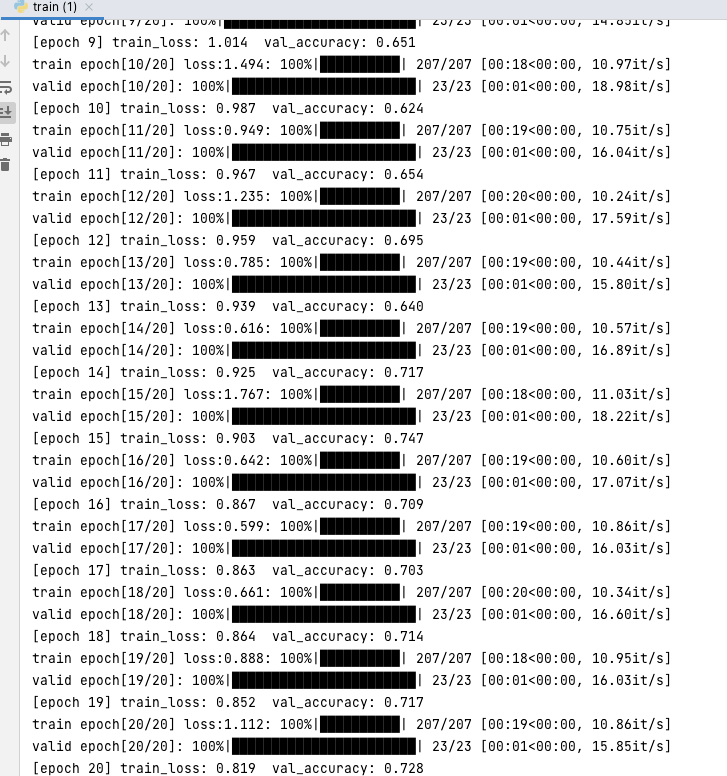 train (1)
valid epoch[9/20]: 100%|██████████| 23/23 [00:01<00:00, 14.85it/s]
[epoch 9] train_loss: 1.014  val_accuracy: 0.651
train epoch[10/20] loss:1.494: 100%|██████████| 207/207 [00:18<00:00, 10.97it/s]
valid epoch[10/20]: 100%|██████████| 23/23 [00:01<00:00, 18.98it/s]
[epoch 10] train_loss: 0.987  val_accuracy: 0.624
train epoch[11/20] loss:0.949: 100%|██████████| 207/207 [00:19<00:00, 10.75it/s]
valid epoch[11/20]: 100%|██████████| 23/23 [00:01<00:00, 16.04it/s]
[epoch 11] train_loss: 0.967  val_accuracy: 0.654
train epoch[12/20] loss:1.235: 100%|██████████| 207/207 [00:20<00:00, 10.24it/s]
valid epoch[12/20]: 100%|██████████| 23/23 [00:01<00:00, 17.59it/s]
[epoch 12] train_loss: 0.959  val_accuracy: 0.695
train epoch[13/20] loss:0.785: 100%|██████████| 207/207 [00:19<00:00, 10.44it/s]
valid epoch[13/20]: 100%|██████████| 23/23 [00:01<00:00, 15.80it/s]
[epoch 13] train_loss: 0.939  val_accuracy: 0.640
train epoch[14/20] loss:0.616: 100%|██████████| 207/207 [00:19<00:00, 10.57it/s]
valid epoch[14/20]: 100%|██████████| 23/23 [00:01<00:00, 16.89it/s]
[epoch 14] train_loss: 0.925  val_accuracy: 0.717
train epoch[15/20] loss:1.767: 100%|██████████| 207/207 [00:18<00:00, 11.03it/s]
valid epoch[15/20]: 100%|██████████| 23/23 [00:01<00:00, 18.22it/s]
[epoch 15] train_loss: 0.903  val_accuracy: 0.747
train epoch[16/20] loss:0.642: 100%|██████████| 207/207 [00:19<00:00, 10.60it/s]
valid epoch[16/20]: 100%|██████████| 23/23 [00:01<00:00, 17.07it/s]
[epoch 16] train_loss: 0.867  val_accuracy: 0.709
train epoch[17/20] loss:0.599: 100%|██████████| 207/207 [00:19<00:00, 10.86it/s]
valid epoch[17/20]: 100%|██████████| 23/23 [00:01<00:00, 16.03it/s]
[epoch 17] train_loss: 0.863  val_accuracy: 0.703
train epoch[18/20] loss:0.661: 100%|██████████| 207/207 [00:20<00:00, 10.34it/s]
valid epoch[18/20]: 100%|██████████| 23/23 [00:01<00:00, 16.60it/s]
[epoch 18] train_loss: 0.864  val_accuracy: 0.714
train epoch[19/20] loss:0.888: 100%|██████████| 207/207 [00:18<00:00, 10.95it/s]
valid epoch[19/20]: 100%|██████████| 23/23 [00:01<00:00, 16.03it/s]
[epoch 19] train_loss: 0.852  val_accuracy: 0.717
train epoch[20/20] loss:1.112: 100%|██████████| 207/207 [00:19<00:00, 10.86it/s]
valid epoch[20/20]: 100%|██████████| 23/23 [00:01<00:00, 15.85it/s]
[epoch 20] train_loss: 0.819  val_accuracy: 0.728